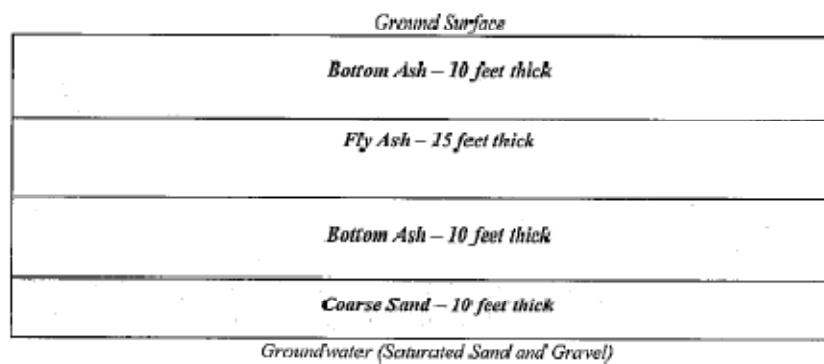 Ground Surface
Bottom Ash – 10 feet thick
Fly Ash – 15 feet thick
Bottom Ash – 10 feet thick
Coarse Sand – 10 feet thick
Groundwater (Saturated Sand and Gravel)